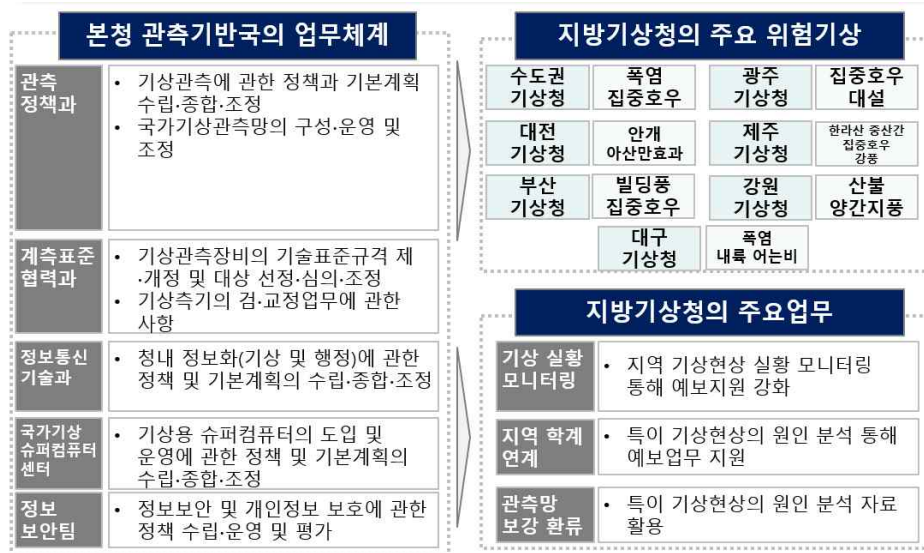 본청 관측기반국의 업무체계
관측
정책과
• 기상관측에 관한 정책과 기본계획
수립·종합·조정
• 국가기상관측망의 구성·운영 및
조정
계측표준
협력과
• 기상관측장비의 기술표준규격 제
·개정 및 대상 선정·심의·조정
• 기상측기의 검·교정업무에 관한
사항
정보통신
기술과
• 청내 정보화(기상 및 행정)에 관한
정책 및 기본계획의 수립·종합·조정
국가기상
슈퍼컴퓨터
센터
• 기상용 슈퍼컴퓨터의 도입 및
운영에 관한 정책 및 기본계획의
수립·종합·조정
정보
보안팀
• 정보보안 및 개인정보 보호에 관한
정책 수립·운영 및 평가
지방기상청의 주요 위험기상
수도권
기상청
폭염
집중호우
광주
기상청
집중호우
대설
대전
기상청
안개
아산만효과
제주
기상청
한라산 중산간
집중호우
강풍
부산
기상청
빌딩풍
집중호우
강원
기상청
산불
양간지풍
대구
기상청
폭염
내륙 어는비
지방기상청의 주요업무
기상 실황
모니터링
• 지역 기상현상 실황 모니터링
통해 예보지원 강화
지역 학계
연계
• 특이 기상현상의 원인 분석 통해
예보업무 지원
관측망
보강 환류
• 특이 기상현상의 원인 분석 자료
활용